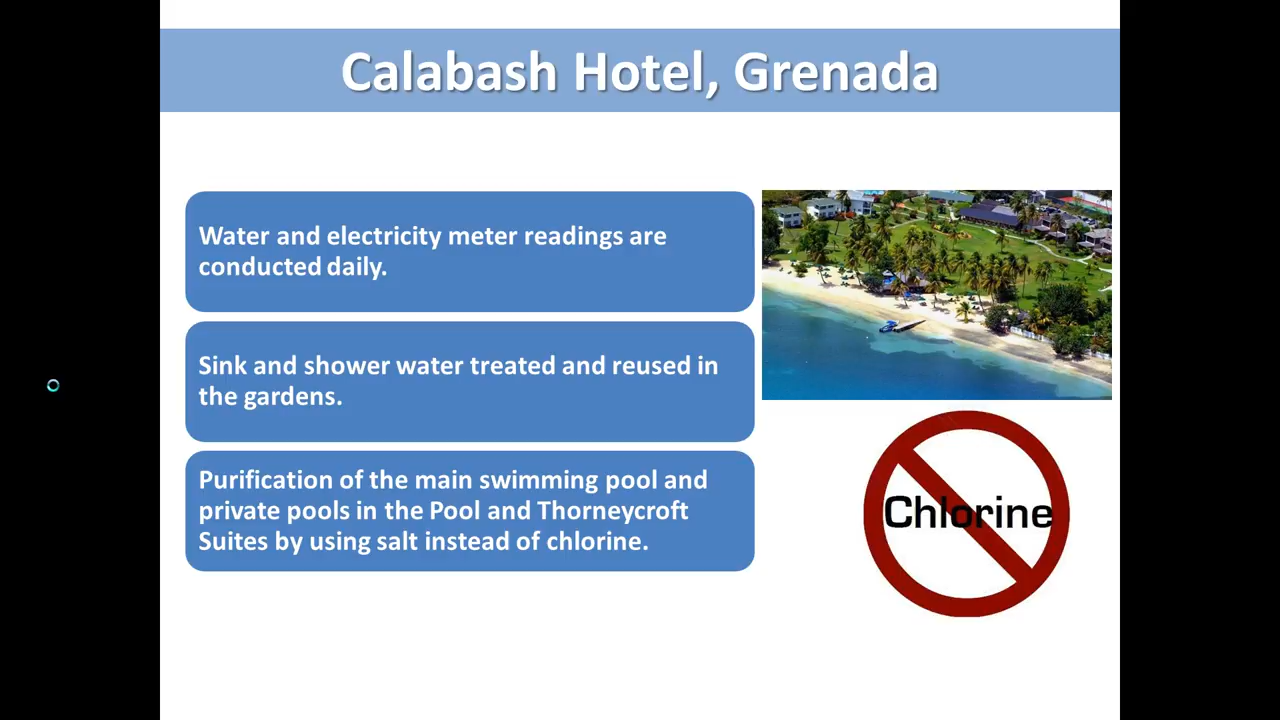 Calabash Hotel, Grenada
Water and electricity meter readings are
conducted daily.
Sink and shower water treated and reused in
the gardens.
Purification of the main swimming pool and
private pools in the Pool and Thorneycroft
Suites by using salt instead of chlorine.
Chlorine